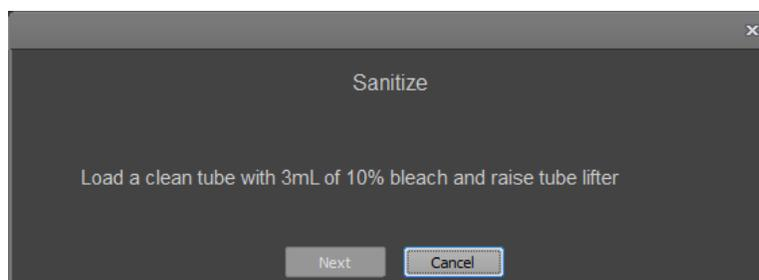 Sanitize
Load a clean tube with 3mL of 10% bleach and raise tube lifter
Next Cancel